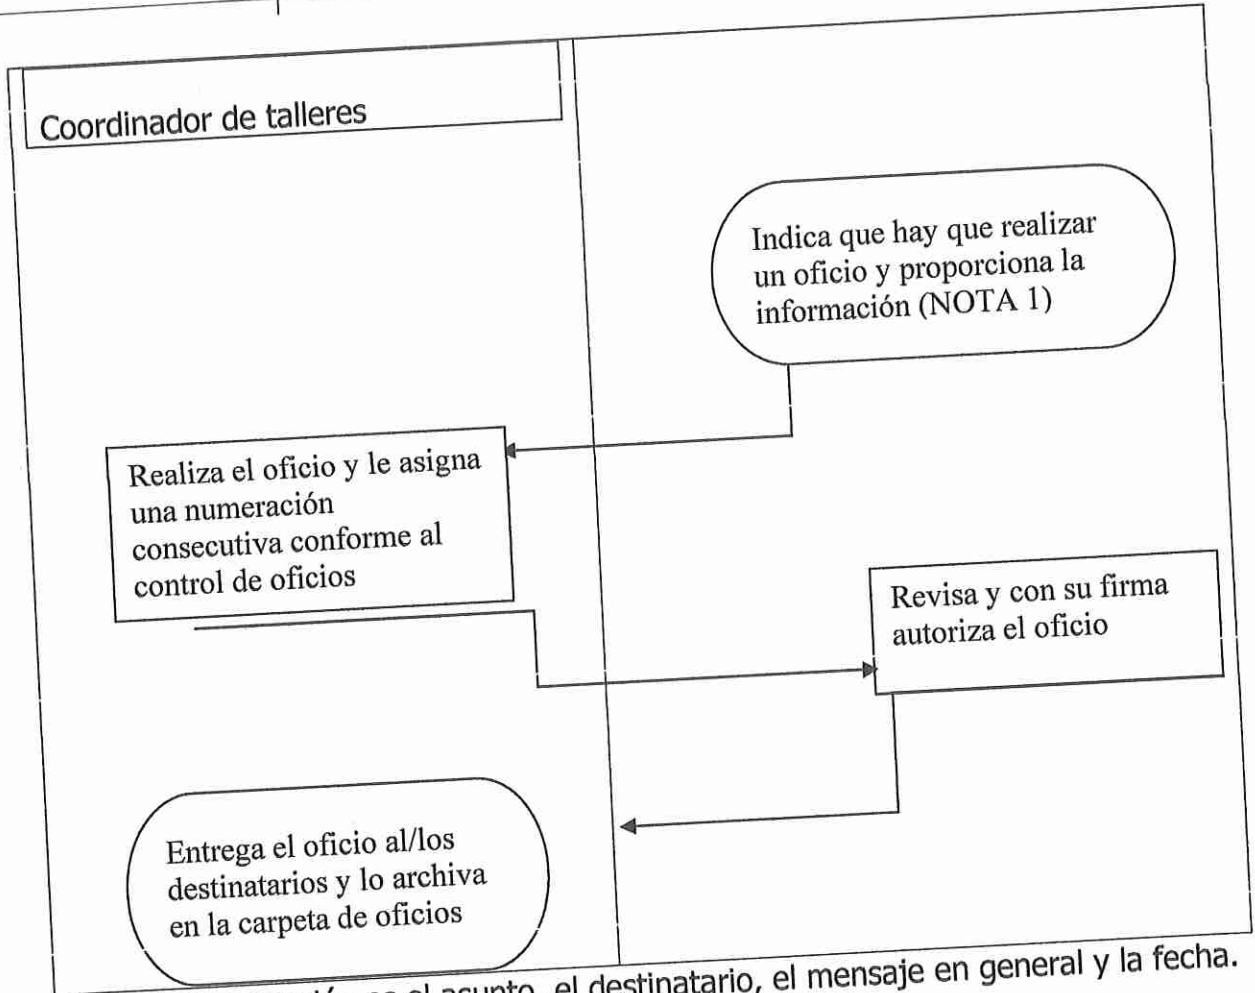 Coordinador de talleres
Indica que hay que realizar
un oficio y proporciona la
información (NOTA 1)
Realiza el oficio y le asigna
una numeración
consecutiva conforme al
control de oficios
Revisa y con su firma
autoriza el oficio
Entrega el oficio al/los
destinatarios y lo archiva
en la carpeta de oficios
el asunto, el destinatario, el mensaje en general y la fecha.